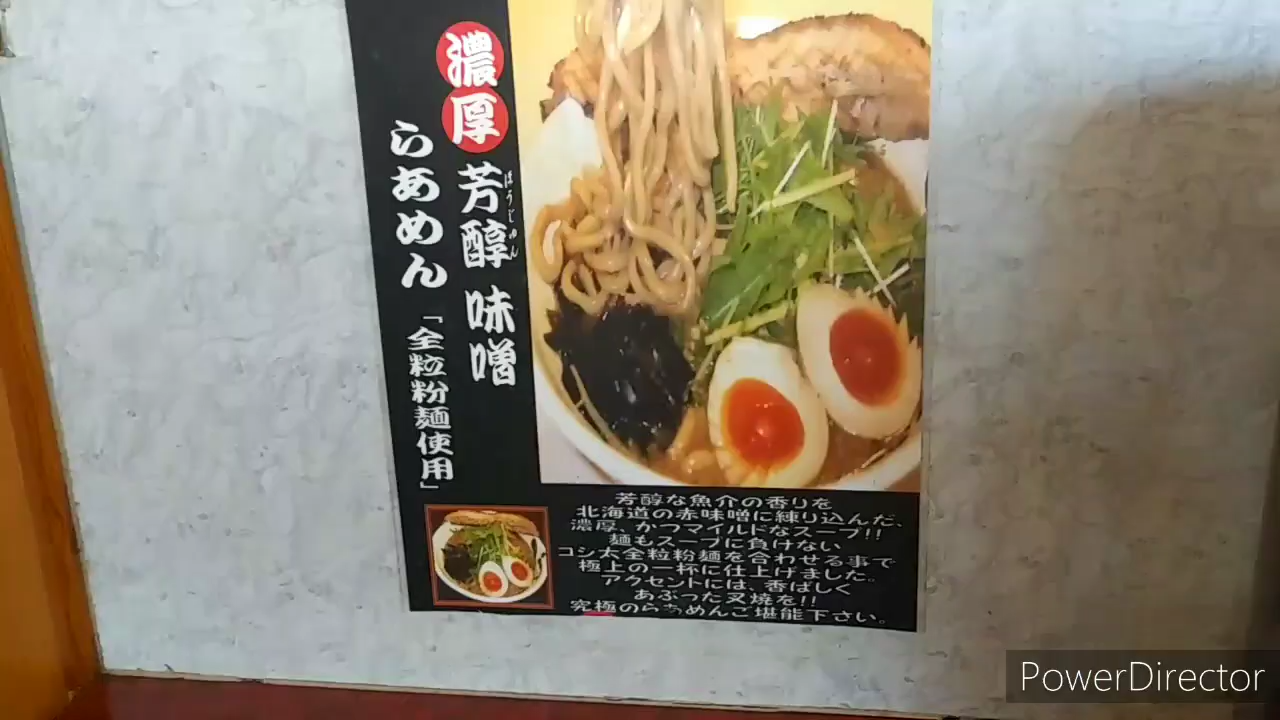 濃厚芳醇味噌
ほうじゅん
らあめん「全粒粉麺使用」
芳醇な魚介の香りを
北海道の赤味噌に練り込んだ、
濃厚、かつマイルドなスープ!!
麺もスープに負けない
コシ太全粒粉麺を合わせる事で
極上の一杯に仕上げました。
アクセントには、香ばしく
あぶった叉焼を!!
究極のらぁめんご堪能下さい。
PowerDirector